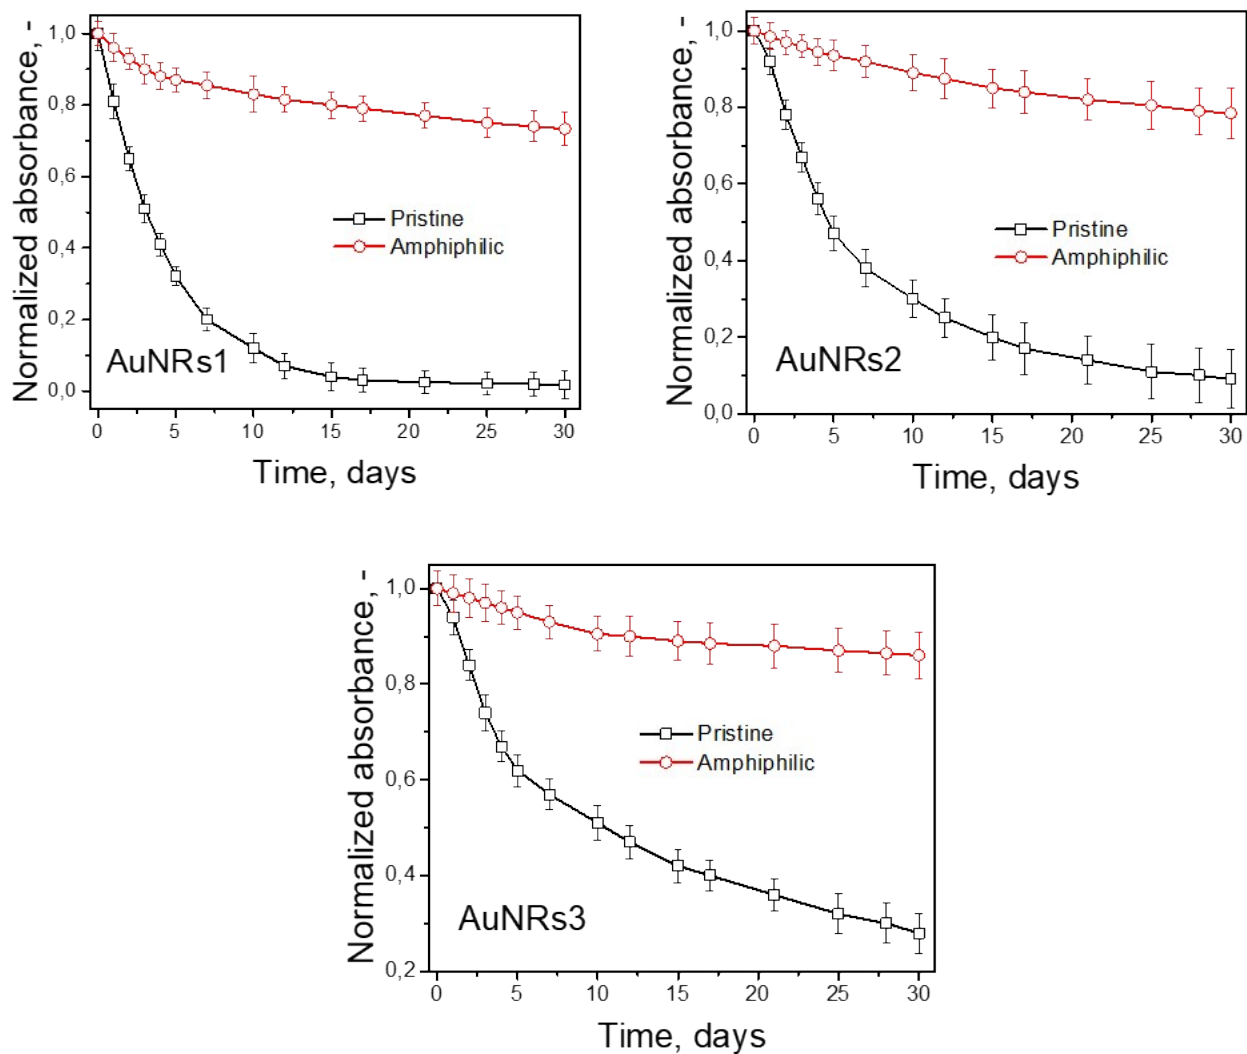 Normalized absorbance, -
1,0
0,8
0,6
0,4
0,2
0,0
Pristine
Amphiphilic
AuNRs1
0 5 10 15 20 25 30
Time, days
Normalized absorbance, -
1,0
0,8
0,6
0,4
0,2
0,0
Pristine
Amphiphilic
AuNRs2
0 5 10 15 20 25 30
Time, days
Normalized absorbance, -
1,0
0,8
0,6
0,4
0,2
Pristine
Amphiphilic
AuNRs3
0 5 10 15 20 25 30
Time, days